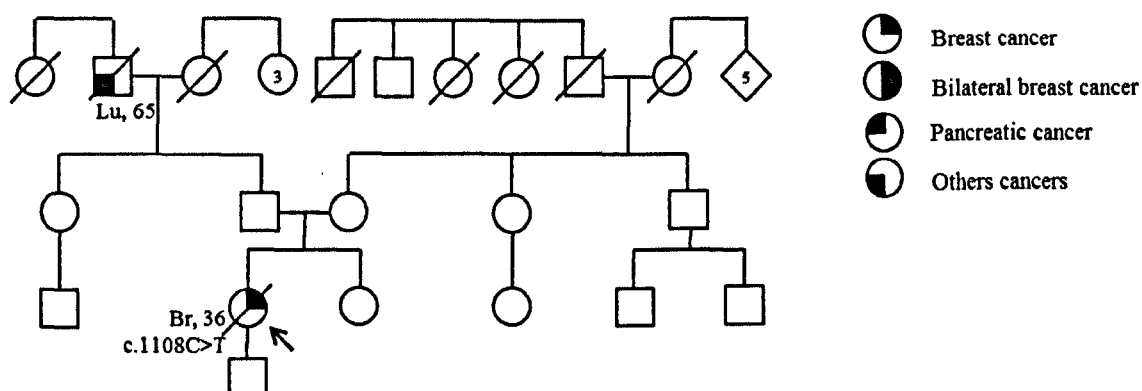 3
5
Lu, 65
Br, 36
c.1108C>T
Breast cancer
Bilateral breast cancer
Pancreatic cancer
Others cancers